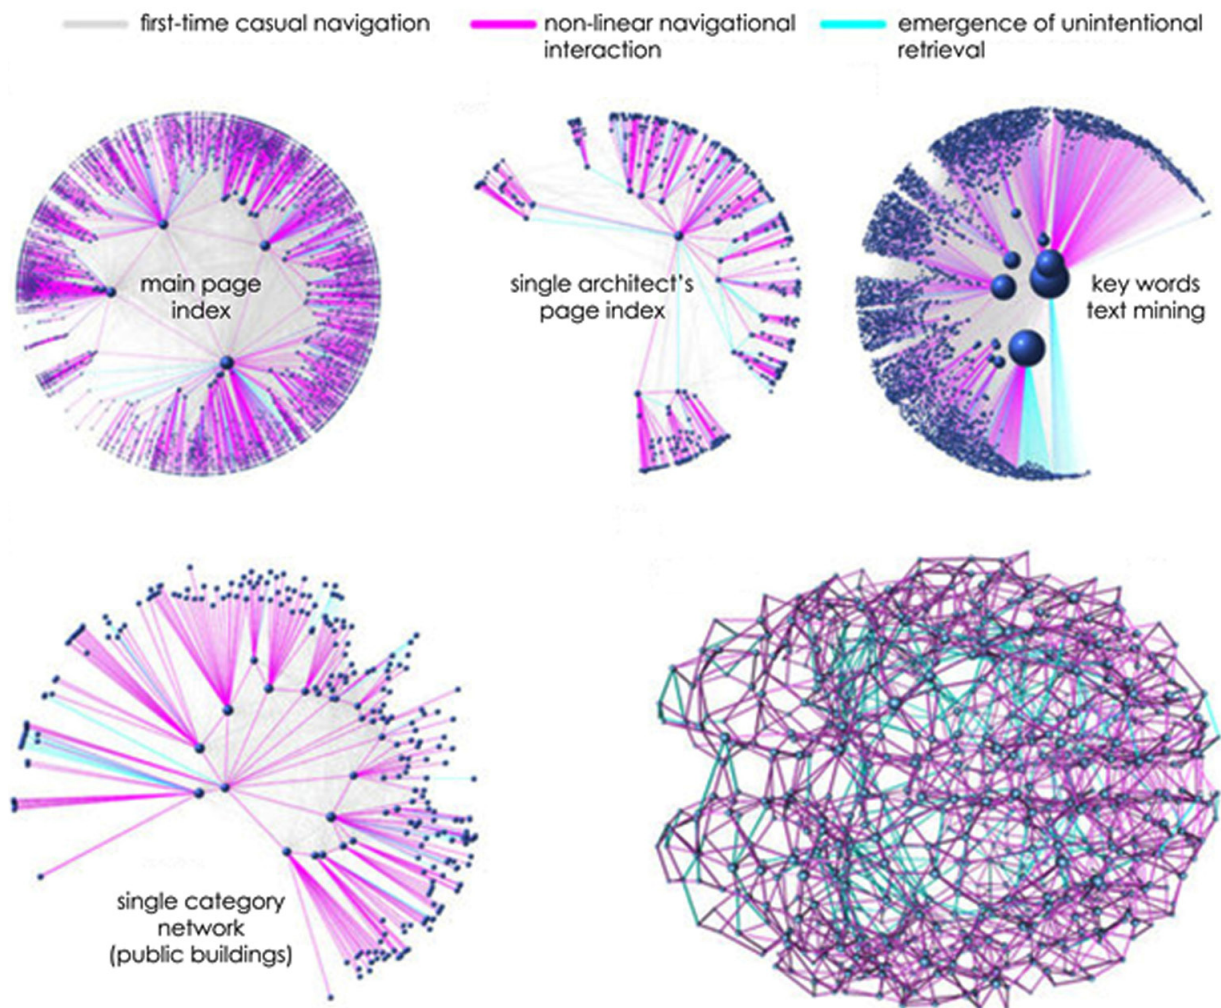 first-time casual navigation
non-linear navigational
interaction
emergence of unintentional
retrieval
main page
index
single architect's
page index
key words
text mining
single category
network
(public buildings)